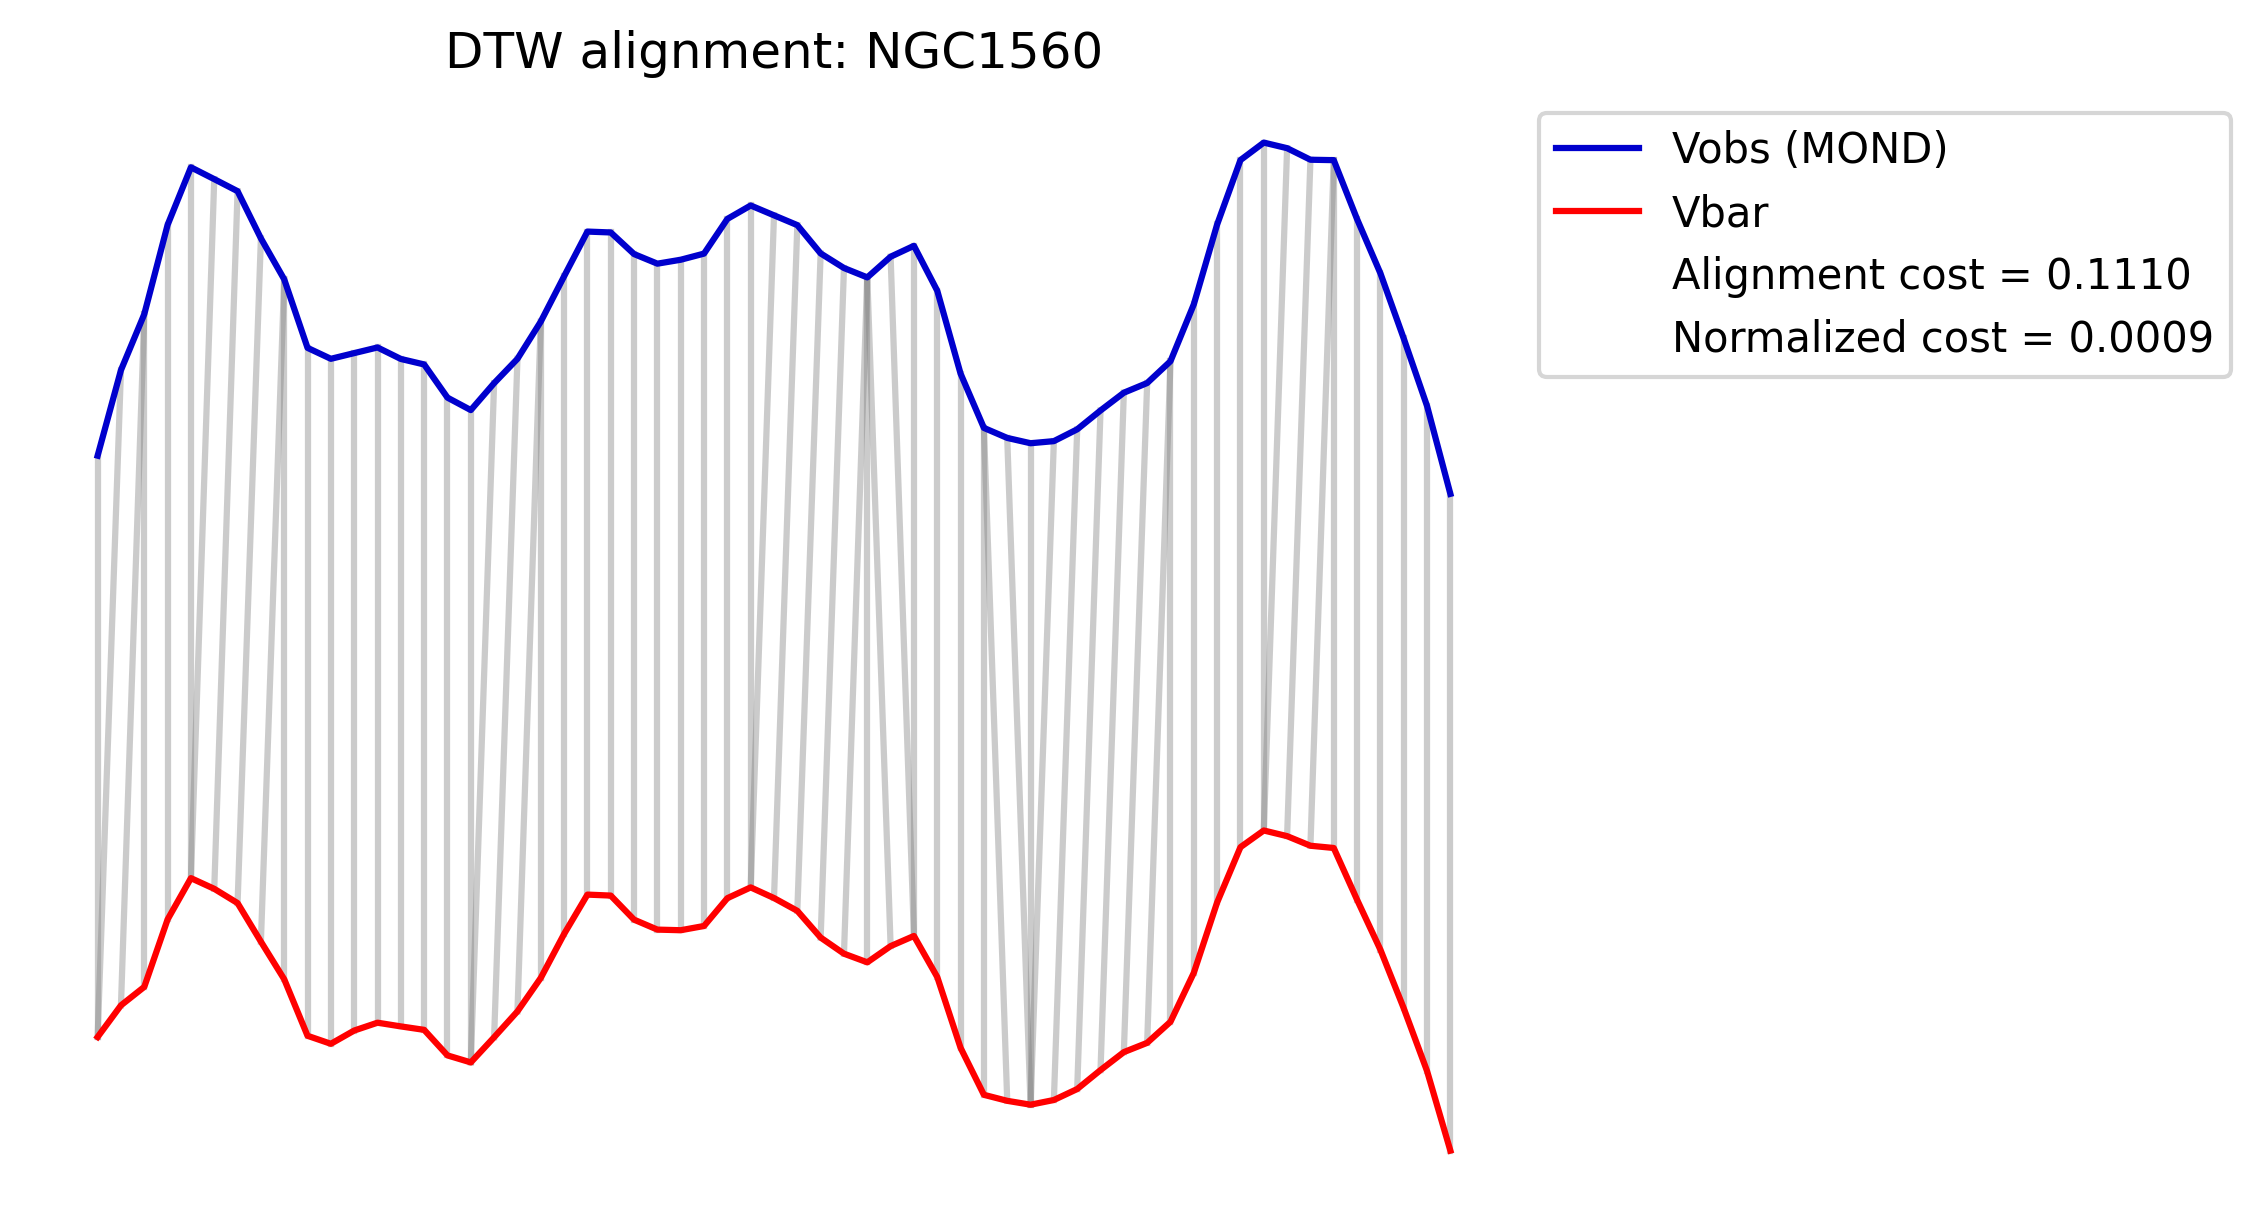 DTW alignment: NGC1560
Vobs (MOND)
Vbar
Alignment cost = 0.1110
Normalized cost = 0.0009